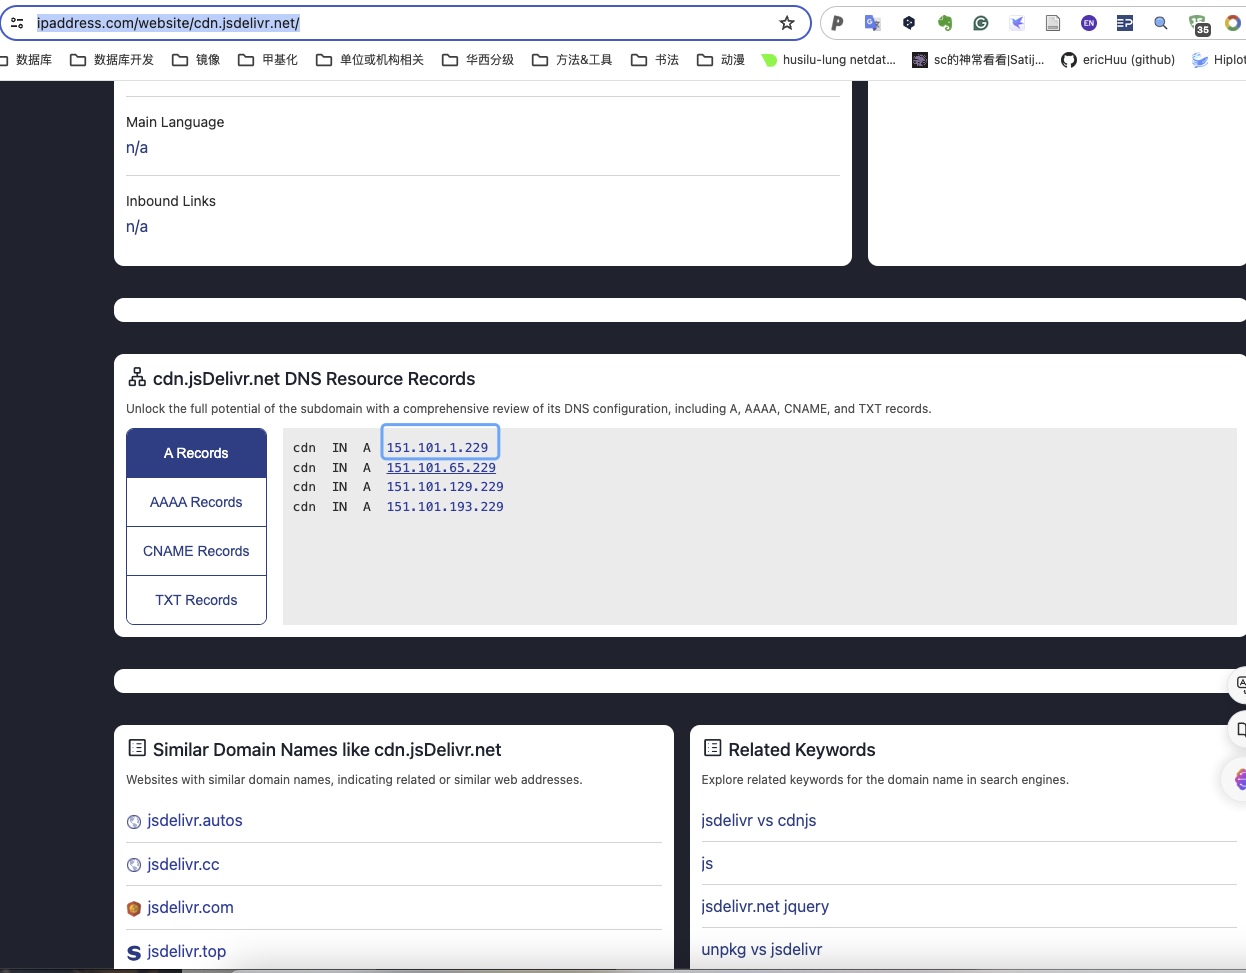 ipaddress.com/website/cdn.jsdelivr.net/
EN
EP
35
数据库
数据库开发
镜像
甲基化
单位或机构相关
华西分级
方法&工具
书法
动漫
husilu-lung netdat...
sc的神常看看|Satij...
ericHuu (github)
Hiplot
Main Language
n/a
Inbound Links
n/a
cdn.jsDelivr.net DNS Resource Records
Unlock the full potential of the subdomain with a comprehensive review of its DNS configuration, including A, AAAA, CNAME, and TXT records.
A Records
AAAA Records
CNAME Records
TXT Records
cdn IN A 151.101.1.229
cdn IN A 151.101.65.229
cdn IN A 151.101.129.229
cdn IN A 151.101.193.229
Similar Domain Names like cdn.jsDelivr.net
Websites with similar domain names, indicating related or similar web addresses.
jsdelivr.autos
jsdelivr.cc
jsdelivr.com
jsdelivr.top
Related Keywords
Explore related keywords for the domain name in search engines.
jsdelivr vs cdnjs
js
jsdelivr.net jquery
unpkg vs jsdelivr